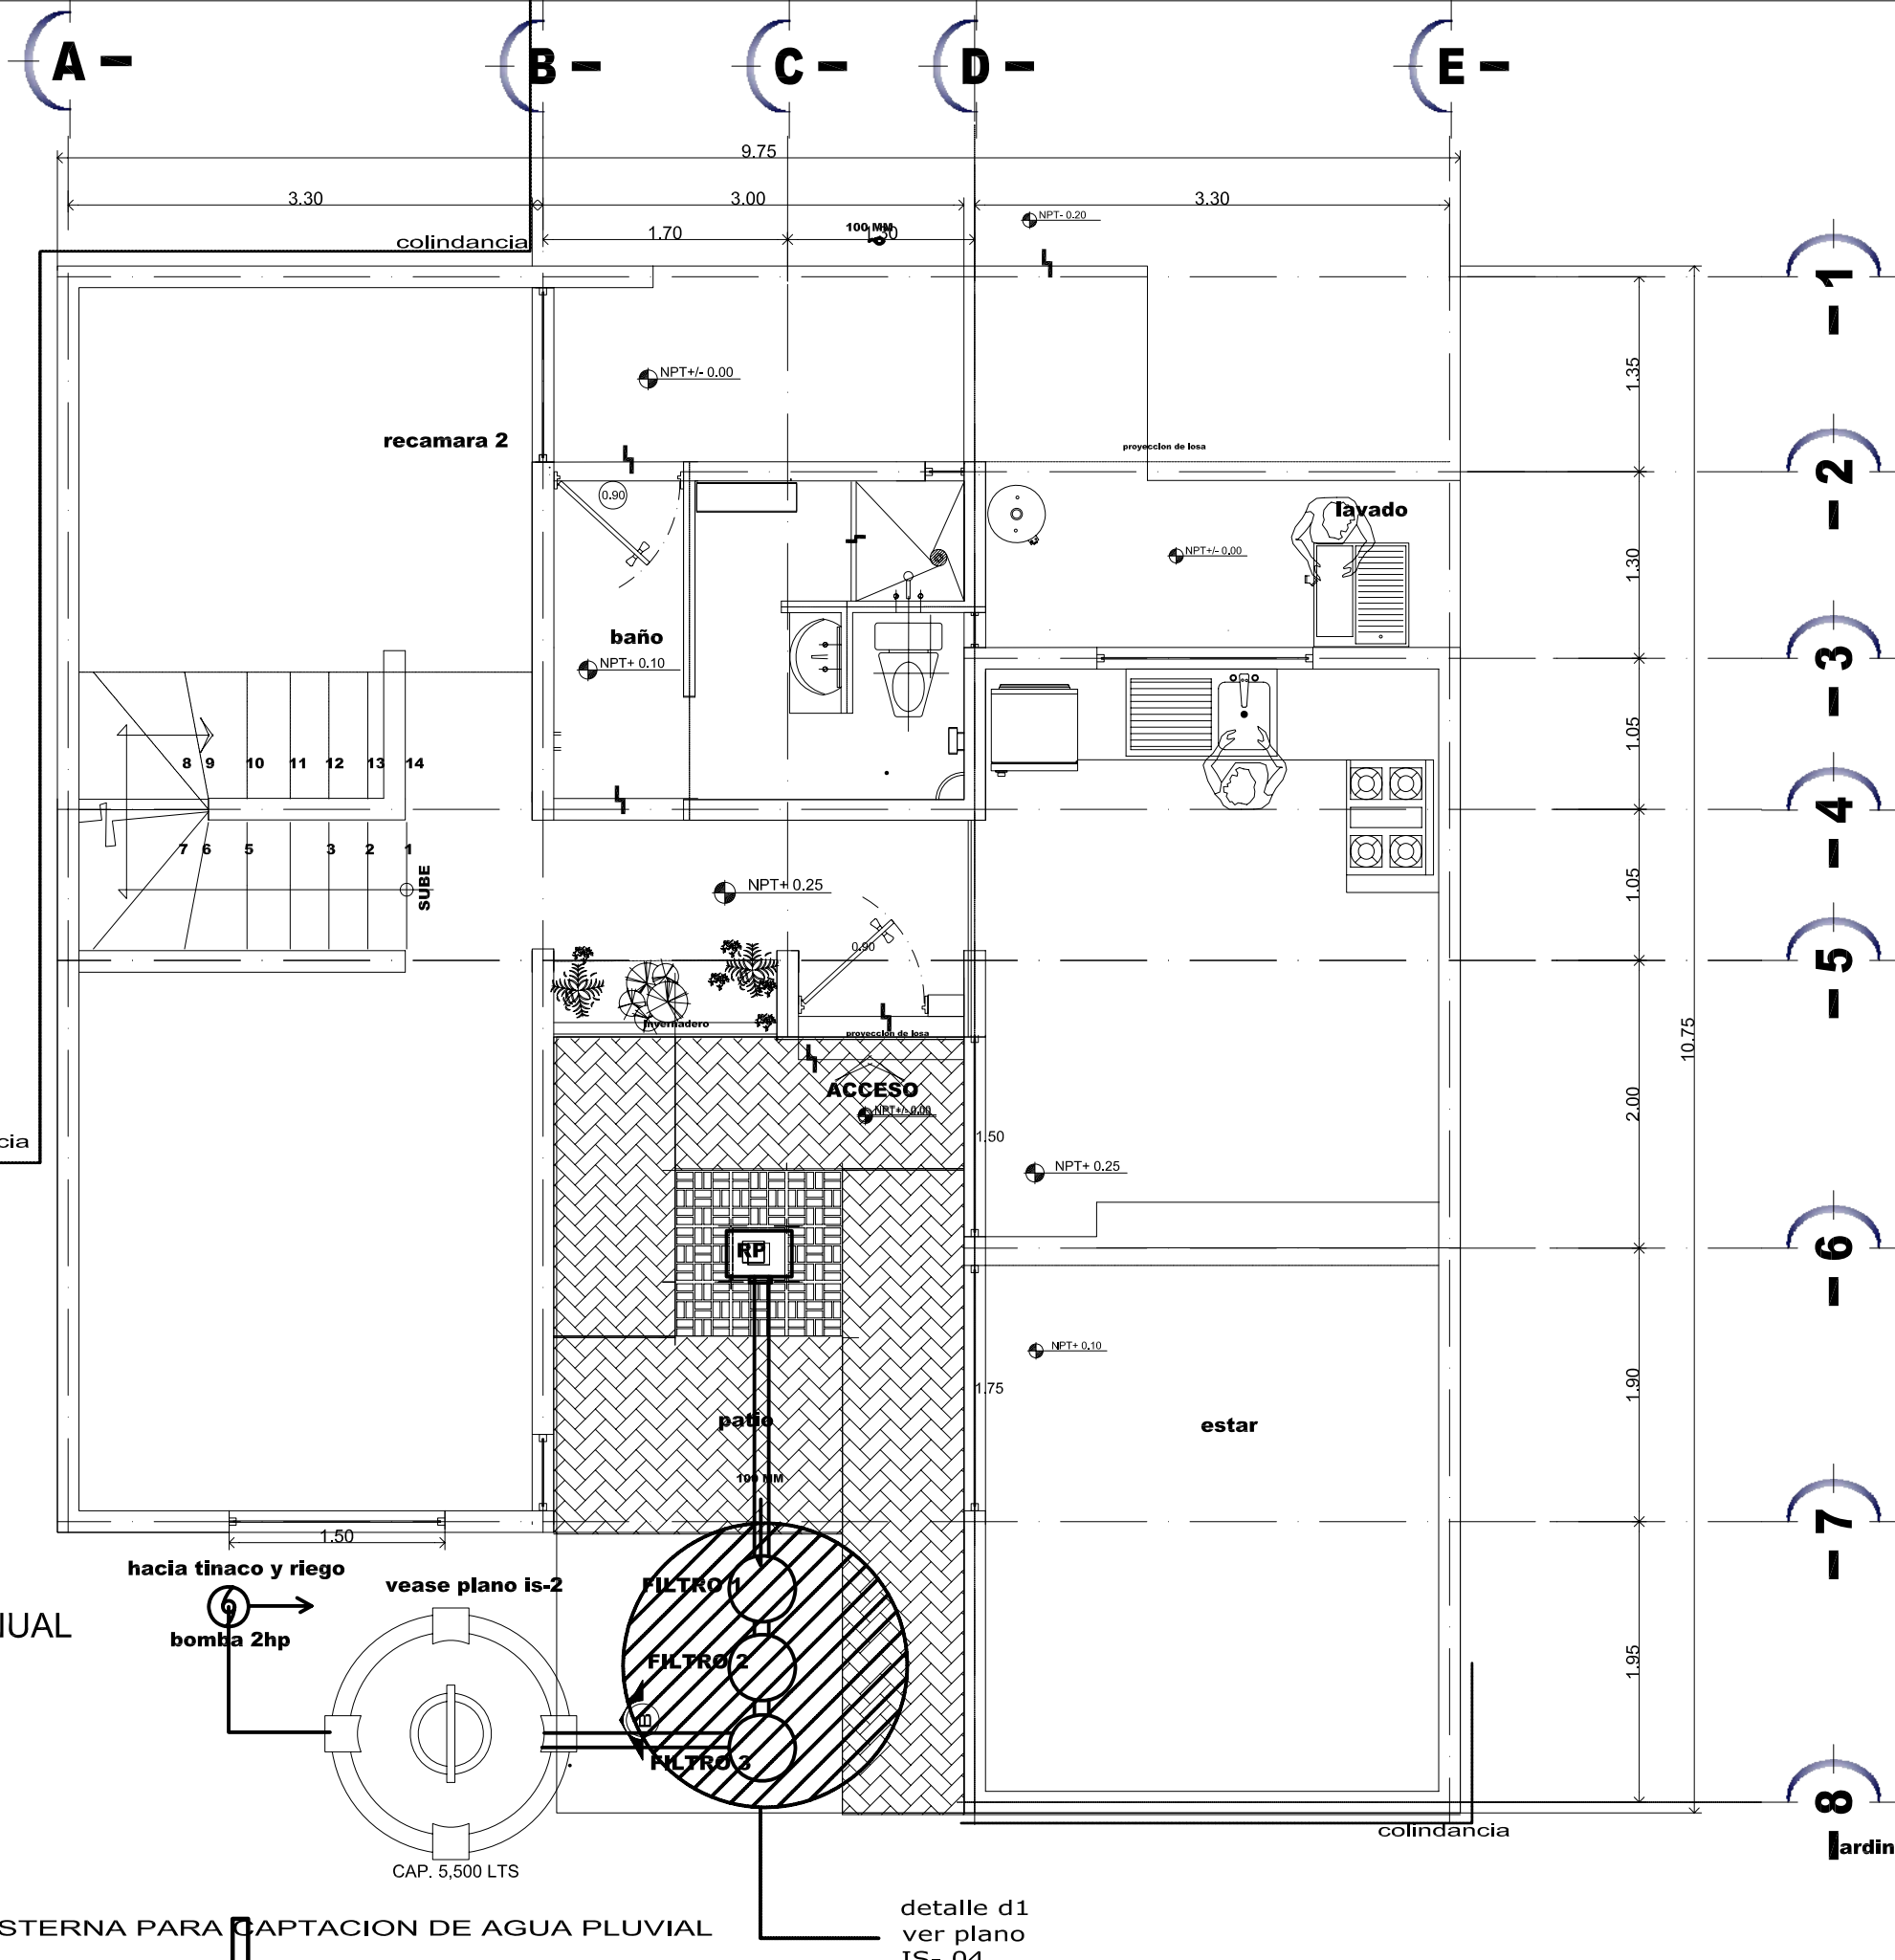 A -
B -
C -
D -
E -
9.75
3.30
3.00
3.30
1.70
1.30
100 MM
NPT- 0.20
colindancia
- 1
1.35
NPT+/- 0.00
recamara 2
proyeccion de losa
- 2
0.90
lavado
NPT+/- 0.00
1.30
baño
NPT+ 0.10
- 3
1.05
8 9 10 11 12 13 14
- 4
7 6 5 3 2 1
SUBE
NPT+ 0.25
1.05
0.90
- 5
invernadero
proyeccion de losa
10.75
ACCESO
NPT+/- 0.00
2.00
1.50
cia
NPT+ 0.25
RP
- 6
NPT+ 0.10
1.75
1.90
patio
estar
100 MM
- 7
1.50
hacia tinaco y riego
vease plano is-2
FILTRO 1
6
NUAL
bomba 2hp
FILTRO 2
1.95
B
FILTRO 3
- 8
colindancia
ardin
CAP. 5,500 LTS
STERNA PARA CAPTACION DE AGUA PLUVIAL
detalle d1
ver plano
IS- 04